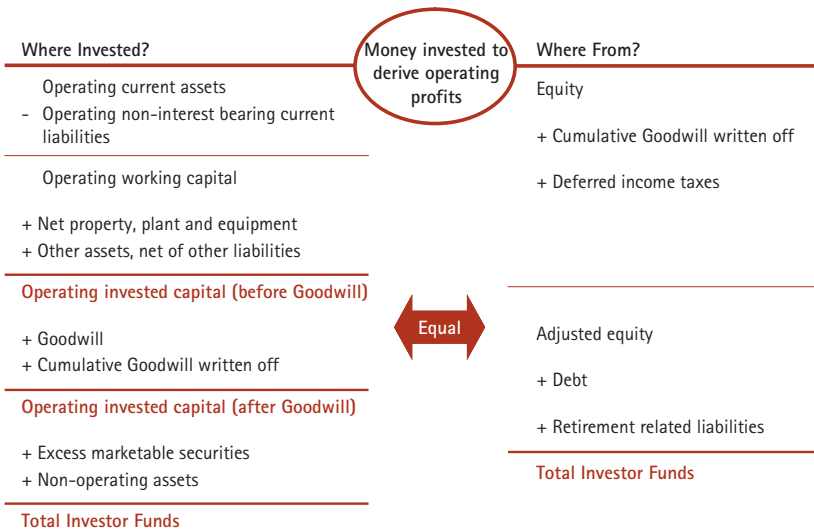 Where Invested?
Operating current assets
- Operating non-interest bearing current
liabilities
Operating working capital
+ Net property, plant and equipment
+ Other assets, net of other liabilities
Operating invested capital (before Goodwill)
+ Goodwill
+ Cumulative Goodwill written off
Operating invested capital (after Goodwill)
+ Excess marketable securities
+ Non-operating assets
Total Investor Funds
Money invested to
derive operating
profits
Equal
Where From?
Equity
+ Cumulative Goodwill written off
+ Deferred income taxes
Adjusted equity
+ Debt
+ Retirement related liabilities
Total Investor Funds